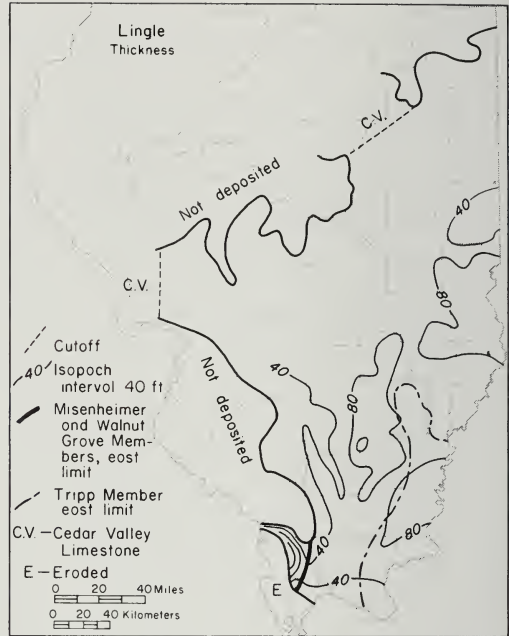 Lingle
Thickness
C.V.
Not deposited
40
C.V.
80
Not deposited
40
80
Cutoff
40 Isopoch
intervol 40 ft
Misenheimer
ond Walnut
Grove Mem-
bers, eost
limit
Tripp Member
eost limit
C.V.—Cedar Valley
Limestone
E—Eroded
0 20 40 Miles
0 20 40 Kilometers
80
40
E
40